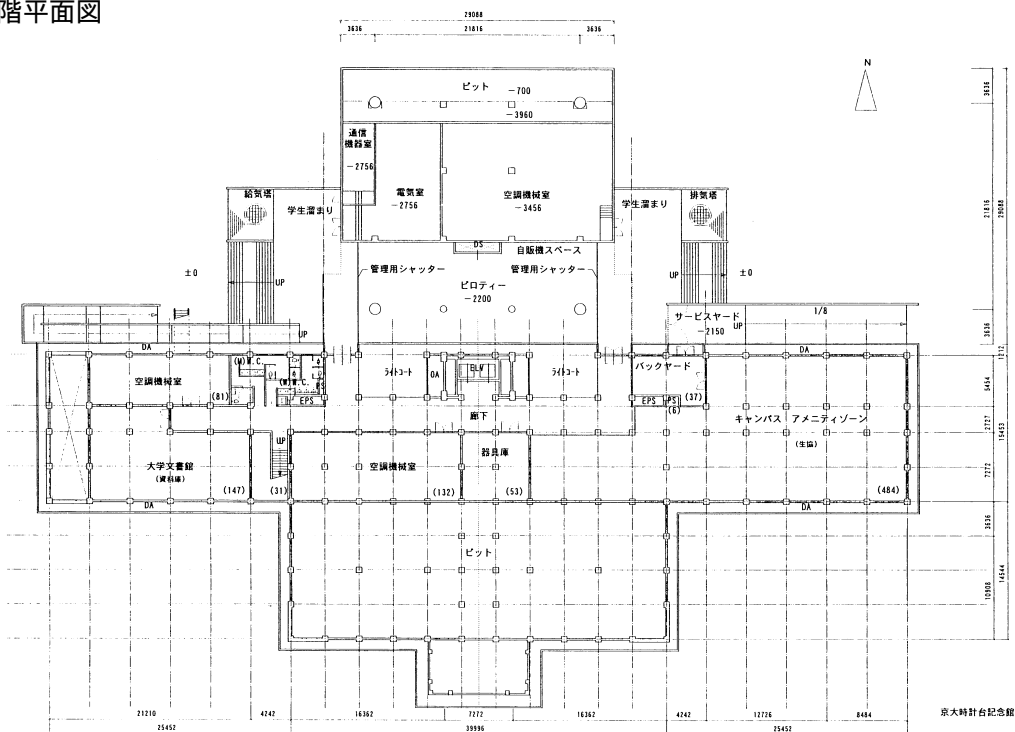 階平面図
29088
3636 21816 3636
N
ピット -700
-3960
3636
通信
機器室
-2756
電気室
-2756
空調機械室
-3456
給気塔
学生溜まり
学生溜まり
排気塔
21816
29088
DS
自販機スペース
±0
UP
管理用シャッター
管理用シャッター
UP
±0
ピロティー
-2200
サービスヤード
-2150
UP
1/8
3636
UP
DA
DA
1212
空調機械室
(81)
(M)W.C.
(W)W.C.
PS
EPS
ライトコート
OA
ELV
ライトコート
バックヤード
(37)
EPS
PS
(6)
5454
廊下
キャンパス アメニティゾーン
(生協)
(484)
2727
15453
UP
大学文書館
(資料庫)
(147)
(31)
空調機械室
(132)
器具庫
(53)
7272
DA
DA
3636
ピット
14544
10908
21210 4242 16362 7272 16362 4242 12726 8484
25452 39996 25452
京大時計台記念館